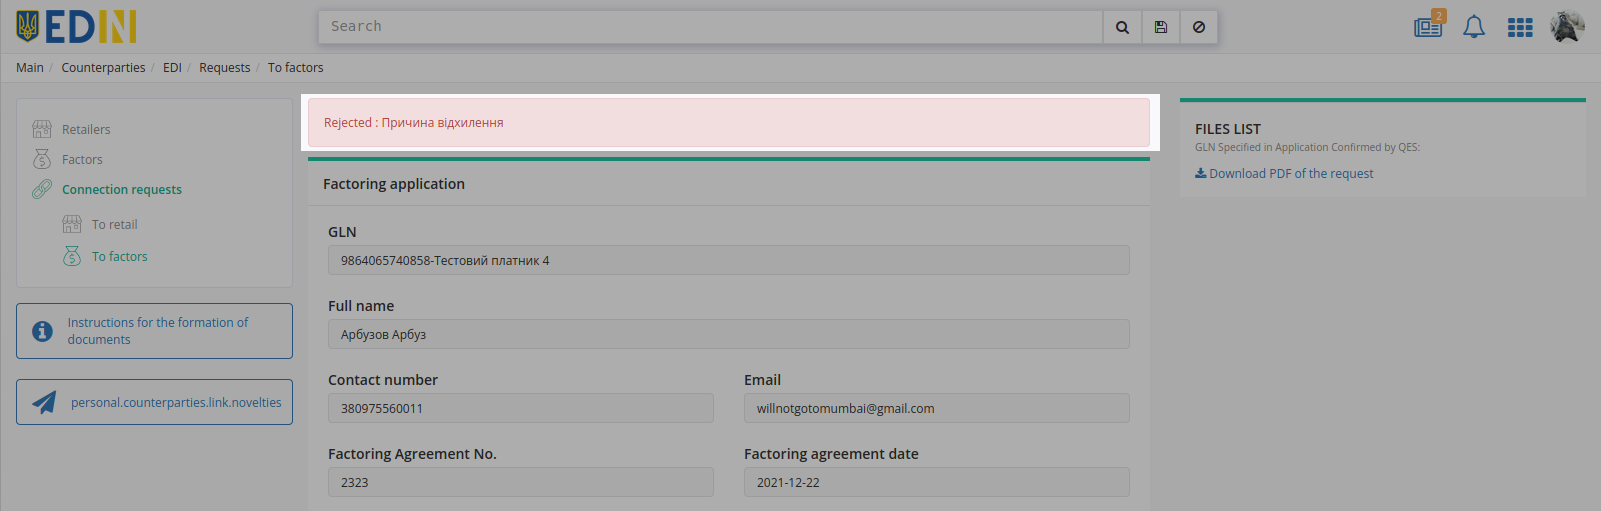 EDIN
Search
2
Main / Counterparties / EDI / Requests / To factors
Retailers
Factors
Connection requests
To retail
To factors
Instructions for the formation of
documents
personal.counterparties.link.novelties
Rejected : Причина відхилення
Factoring application
GLN
9864065740858-Тестовий платник 4
Full name
Арбузов Арбуз
Contact number
Email
380975560011
willnotgotomumbai@gmail.com
Factoring Agreement No.
Factoring agreement date
2323
2021-12-22
FILES LIST
GLN Specified in Application Confirmed by QES:
Download PDF of the request